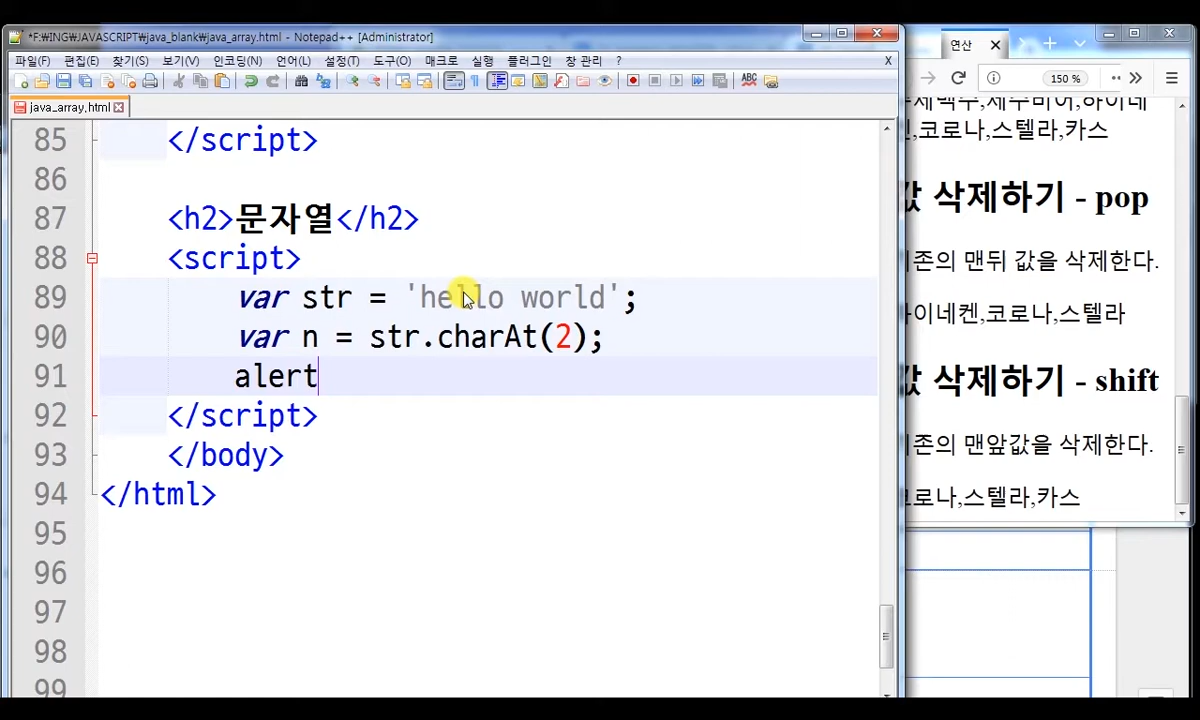 *F:₩ING₩JAVASCRIPT₩java_blank₩java_array.html - Notepad++ [Administrator]
파일(F) 편집(E) 찾기(S) 보기(V) 인코딩(N) 언어(L) 설정(T) 도구(O) 매크로 실행 플러그인 창 관리 ? X
java_array.html
85 </script>
86
87 <h2>문자열</h2>
88 <script>
89 var str = 'hello world';
90 var n = str.charAt(2);
91 alert
92 </script>
93 </body>
94 </html>
95
96
97
98
99
연산
150 %
,코로나,스텔라,카스
값 삭제하기 - pop
기존의 맨뒤 값을 삭제한다.
하이네켄,코로나,스텔라
값 삭제하기 - shift
기존의 맨앞값을 삭제한다.
코로나,스텔라,카스